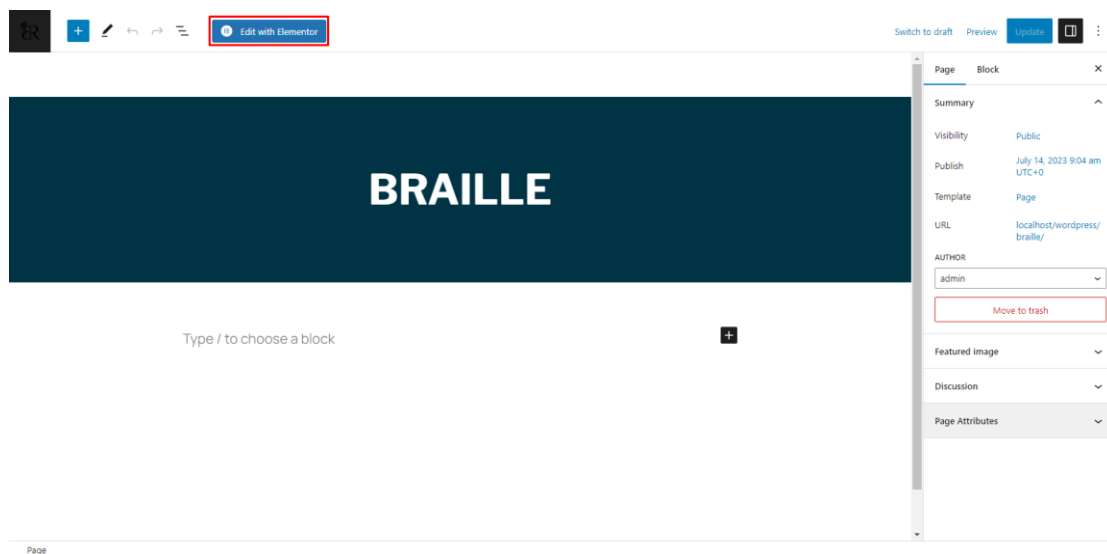 Edit with Elementor
Switch to draft Preview Update
Page Block
Summary
Visibility Public
Publish July 14, 2023 9:04 am
UTC+0
Template Page
URL localhost/wordpress/
braille/
AUTHOR
admin
Move to trash
Featured image
Discussion
Page Attributes
BRAILLE
Type / to choose a block
Page